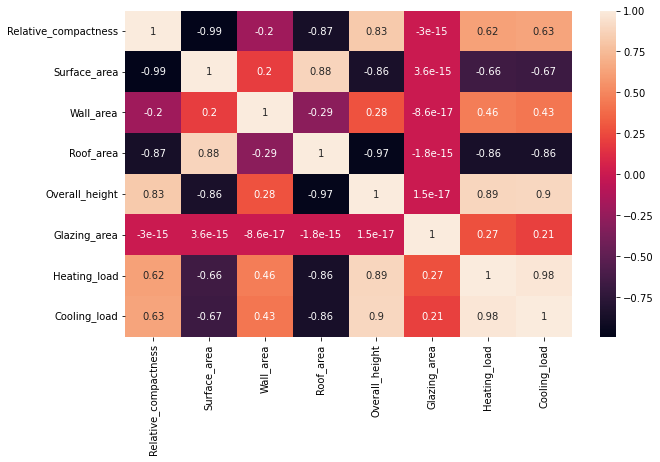 Relative_compactness 1 -0.99 -0.2 -0.87 0.83 -3e-15 0.62 0.63
Surface_area -0.99 1 0.2 0.88 -0.86 3.6e-15 -0.66 -0.67
Wall_area -0.2 0.2 1 -0.29 0.28 -8.6e-17 0.46 0.43
Roof_area -0.87 0.88 -0.29 1 -0.97 -1.8e-15 -0.86 -0.86
Overall_height 0.83 -0.86 0.28 -0.97 1 1.5e-17 0.89 0.9
Glazing_area -3e-15 3.6e-15 -8.6e-17 -1.8e-15 1.5e-17 1 0.27 0.21
Heating_load 0.62 -0.66 0.46 -0.86 0.89 0.27 1 0.98
Cooling_load 0.63 -0.67 0.43 -0.86 0.9 0.21 0.98 1
Relative_compactness
Surface_area
Wall_area
Roof_area
Overall_height
Glazing_area
Heating_load
Cooling_load
1.00
0.75
0.50
0.25
0.00
−0.25
−0.50
−0.75